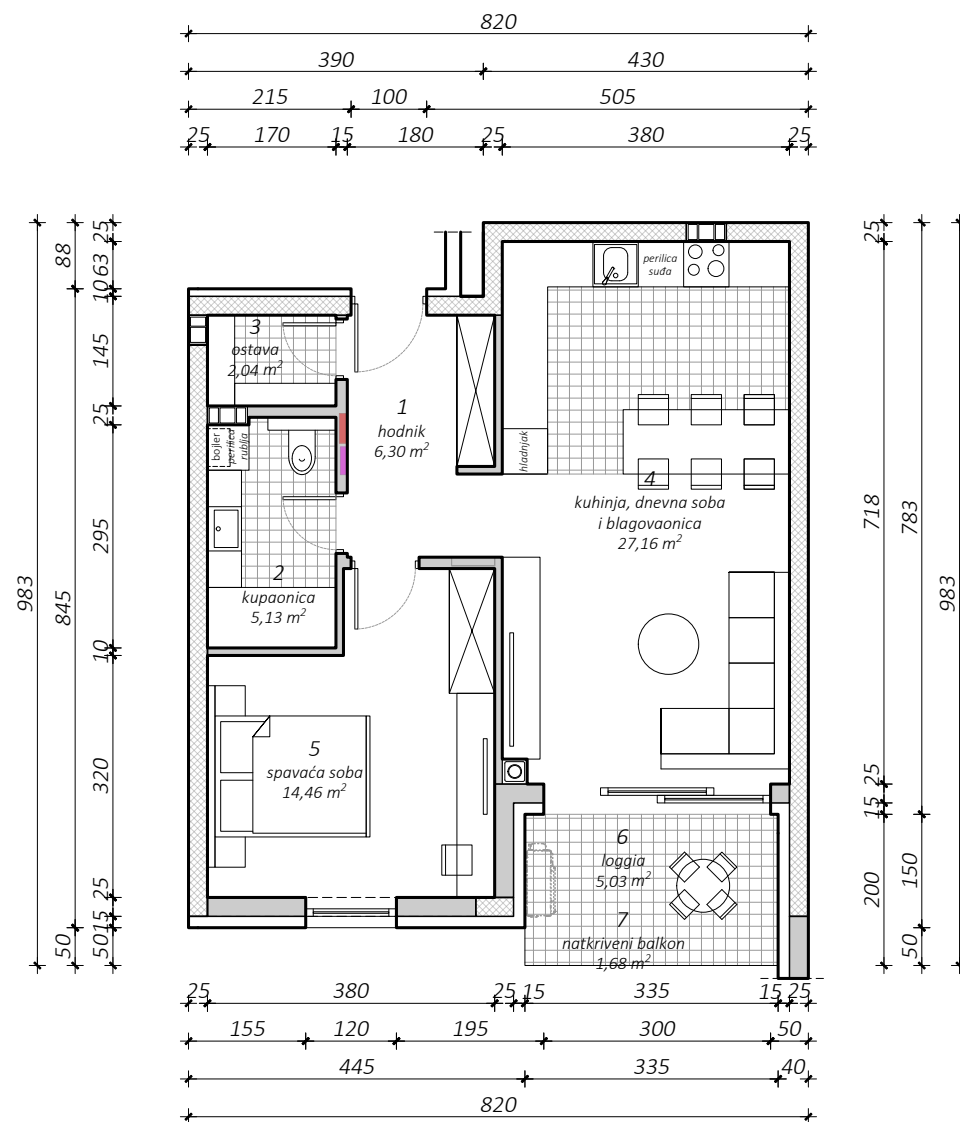 820
390 430
215 100 505
25 170 15 180 25 380 25
983
88 845 50
25 63 10 145 25 295 10 320 25 15 50
3
ostava
2,04 m²
1
hodnik
6,30 m²
perilica
suđa
hladnjak
bojler
perilica
rublja
2
kupaonica
5,13 m²
4
kuhinja, dnevna soba
i blagovaonica
27,16 m²
5
spavaća soba
14,46 m²
6
loggia
5,03 m²
7
natkriveni balkon
1,68 m²
25 718 25 15 200
783 150 50
983
25 380 25 15 335 15 25
155 120 195 300 50
445 335 40
820